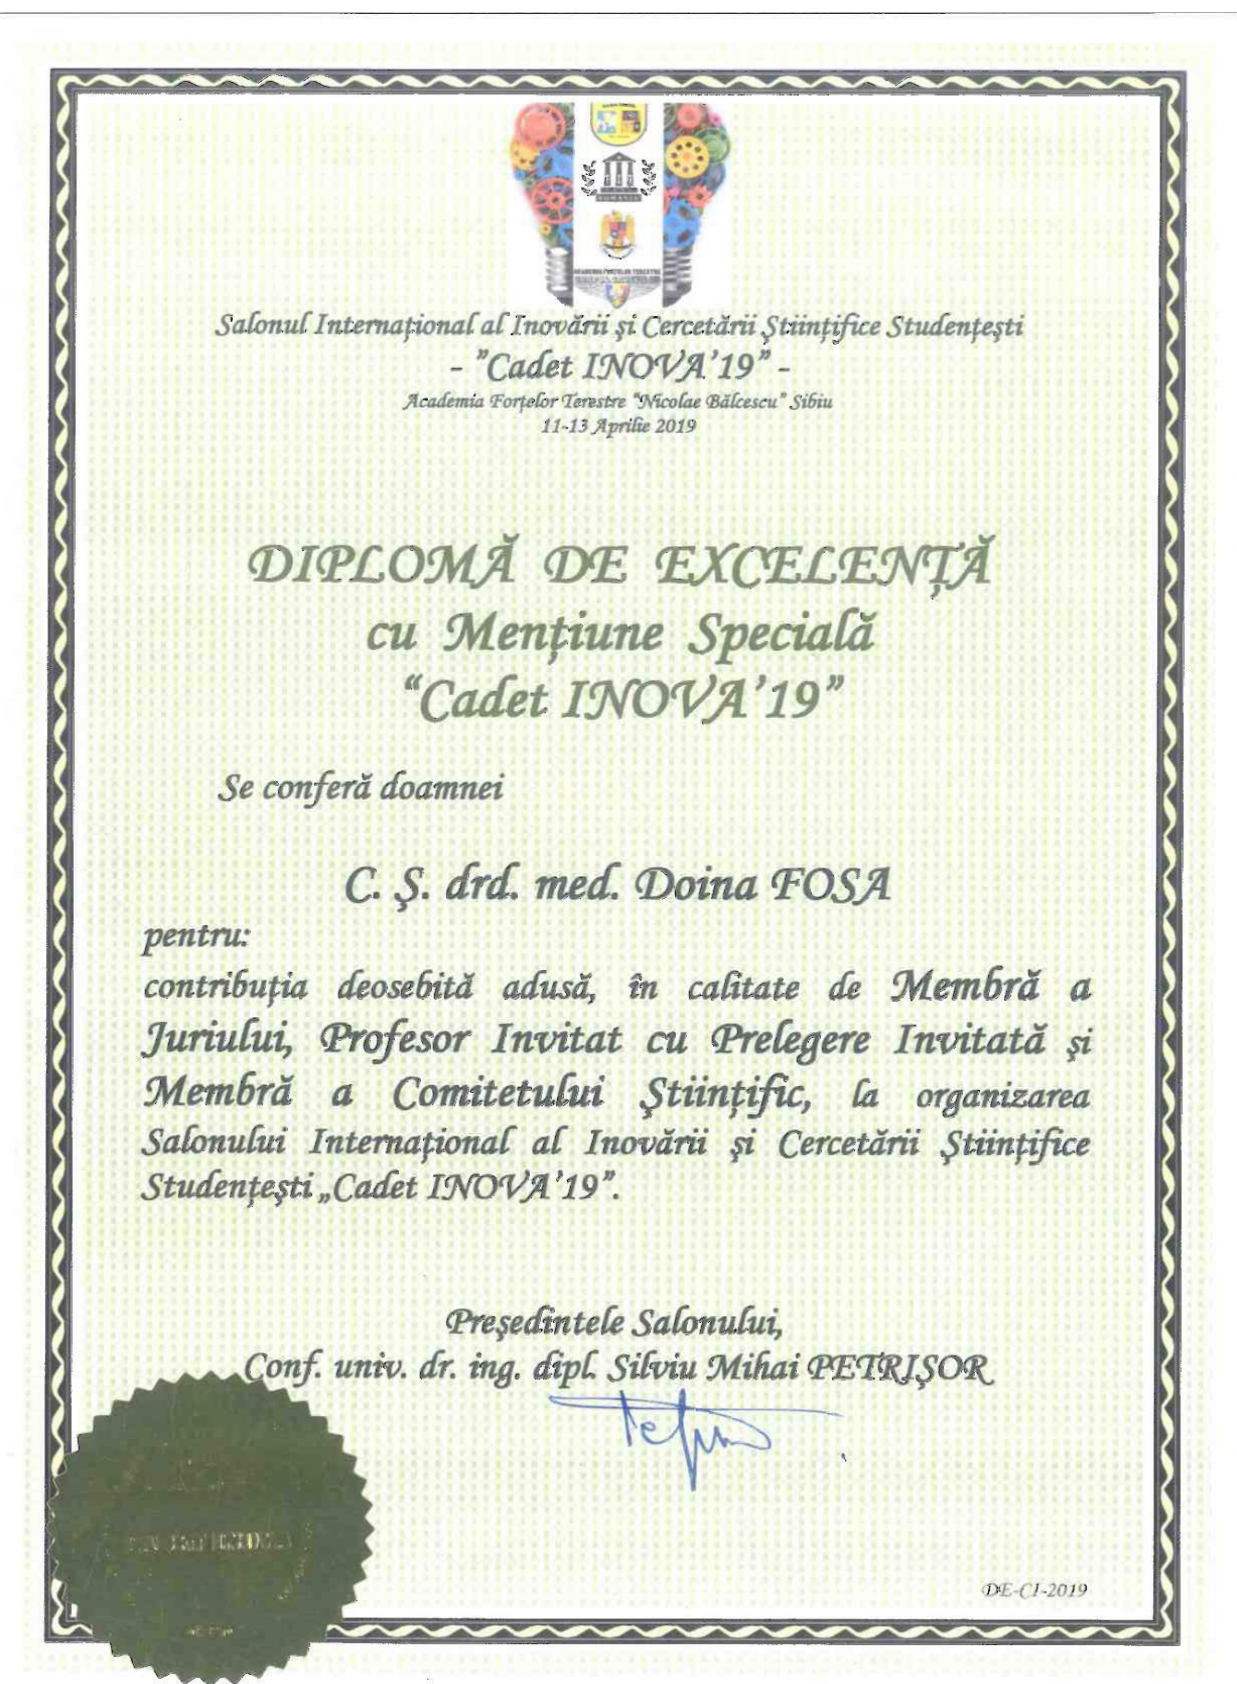 ROMANIA
ACADEMIA FORȚELOR TERESTRE
Salonul Internațional al Inovării și Cercetării Științifice Studențești
- "Cadet INOVA'19" -
Academia Forțelor Terestre "Nicolae Bălcescu" Sibiu
11-13 Aprilie 2019
DIPLOMĂ DE EXCELENȚĂ
cu Mențiune Specială
“Cadet INOVA’19”
Se conferă doamnei
C. Ș. drd. med. Doina FOSA
pentru:
contribuția deosebită adusă, în calitate de Membră a
Juriului, Profesor Invitat cu Prelegere Invitată și
Membră a Comitetului Științific, la organizarea
Salonului Internațional al Inovării și Cercetării Științifice
Studențești „Cadet INOVA’19”.
Președintele Salonului,
Conf. univ. dr. ing. dipl. Silviu Mihai PETRIȘOR
DE-CI-2019